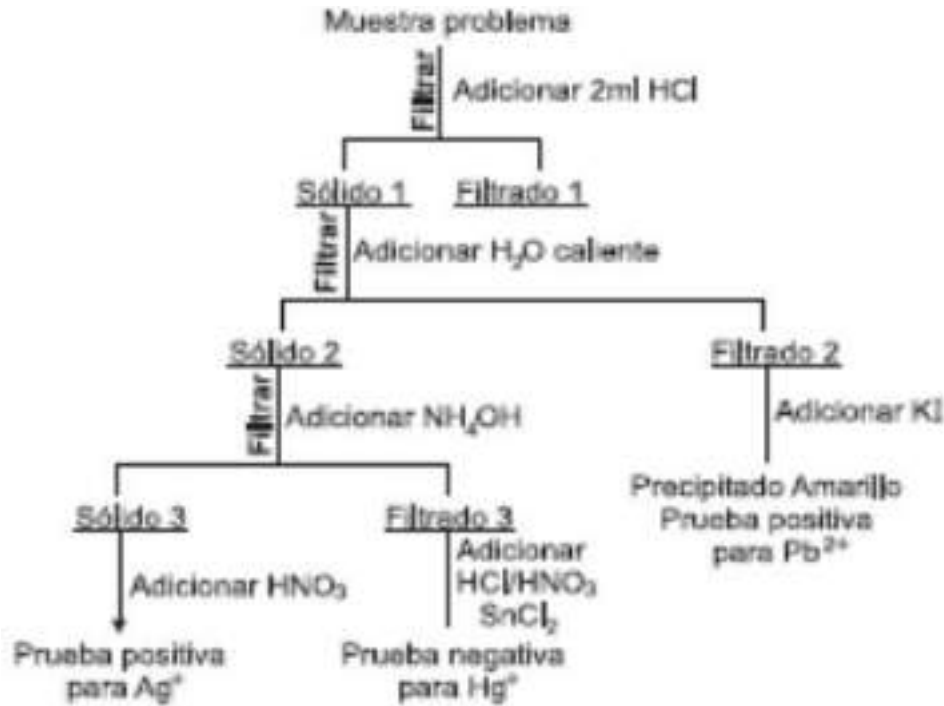 Muestra problema
Filtrar
Adicionar 2ml HCl
Sólido 1
Filtrado 1
Filtrar
Adicionar H₂O caliente
Sólido 2
Filtrado 2
Filtrar
Adicionar NH₄OH
Adicionar KI
Precipitado Amarillo
Prueba positiva
para Pb²⁺
Sólido 3
Filtrado 3
Adicionar HNO₃
Adicionar
HCl/HNO₃
SnCl₂
Prueba positiva
para Ag⁺
Prueba negativa
para Hg⁺